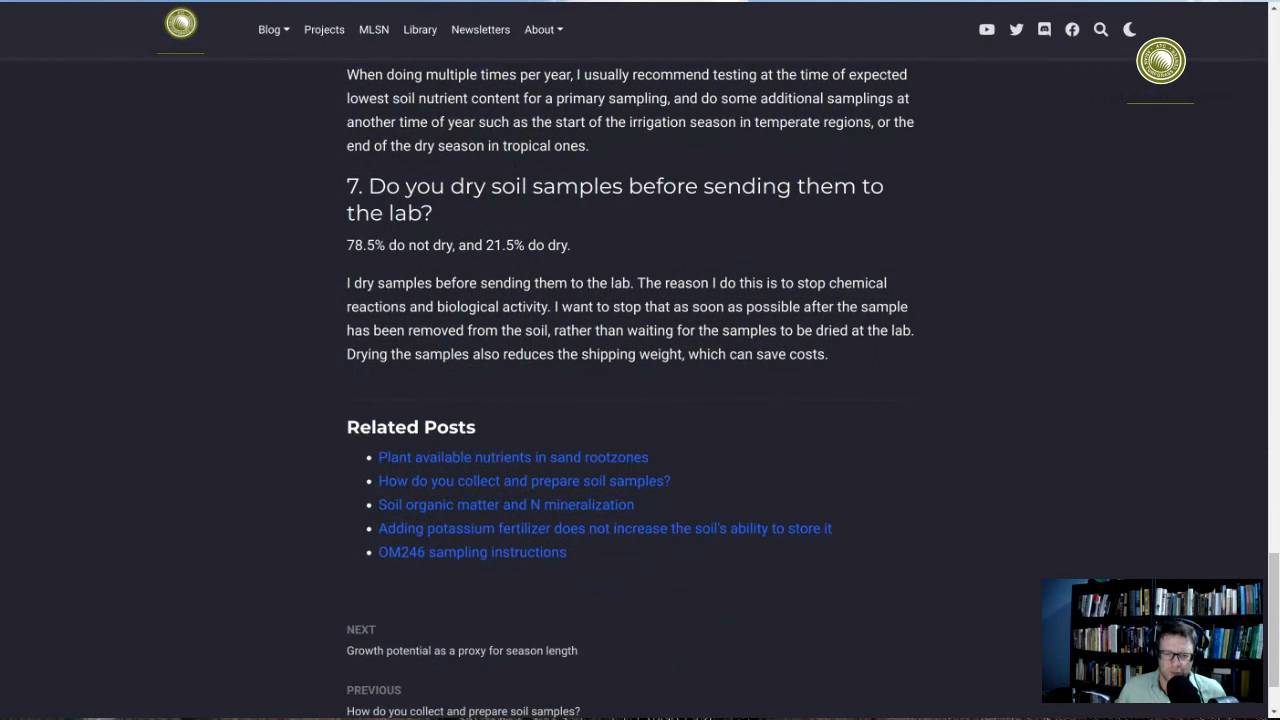 Blog Projects MLSN Library Newsletters About
When doing multiple times per year, I usually recommend testing at the time of expected
lowest soil nutrient content for a primary sampling, and do some additional samplings at
another time of year such as the start of the irrigation season in temperate regions, or the
end of the dry season in tropical ones.
7. Do you dry soil samples before sending them to
the lab?
78.5% do not dry, and 21.5% do dry.
I dry samples before sending them to the lab. The reason I do this is to stop chemical
reactions and biological activity. I want to stop that as soon as possible after the sample
has been removed from the soil, rather than waiting for the samples to be dried at the lab.
Drying the samples also reduces the shipping weight, which can save costs.
Related Posts
Plant available nutrients in sand rootzones
How do you collect and prepare soil samples?
Soil organic matter and N mineralization
Adding potassium fertilizer does not increase the soil's ability to store it
OM246 sampling instructions
NEXT
Growth potential as a proxy for season length
PREVIOUS
How do you collect and prepare soil samples?